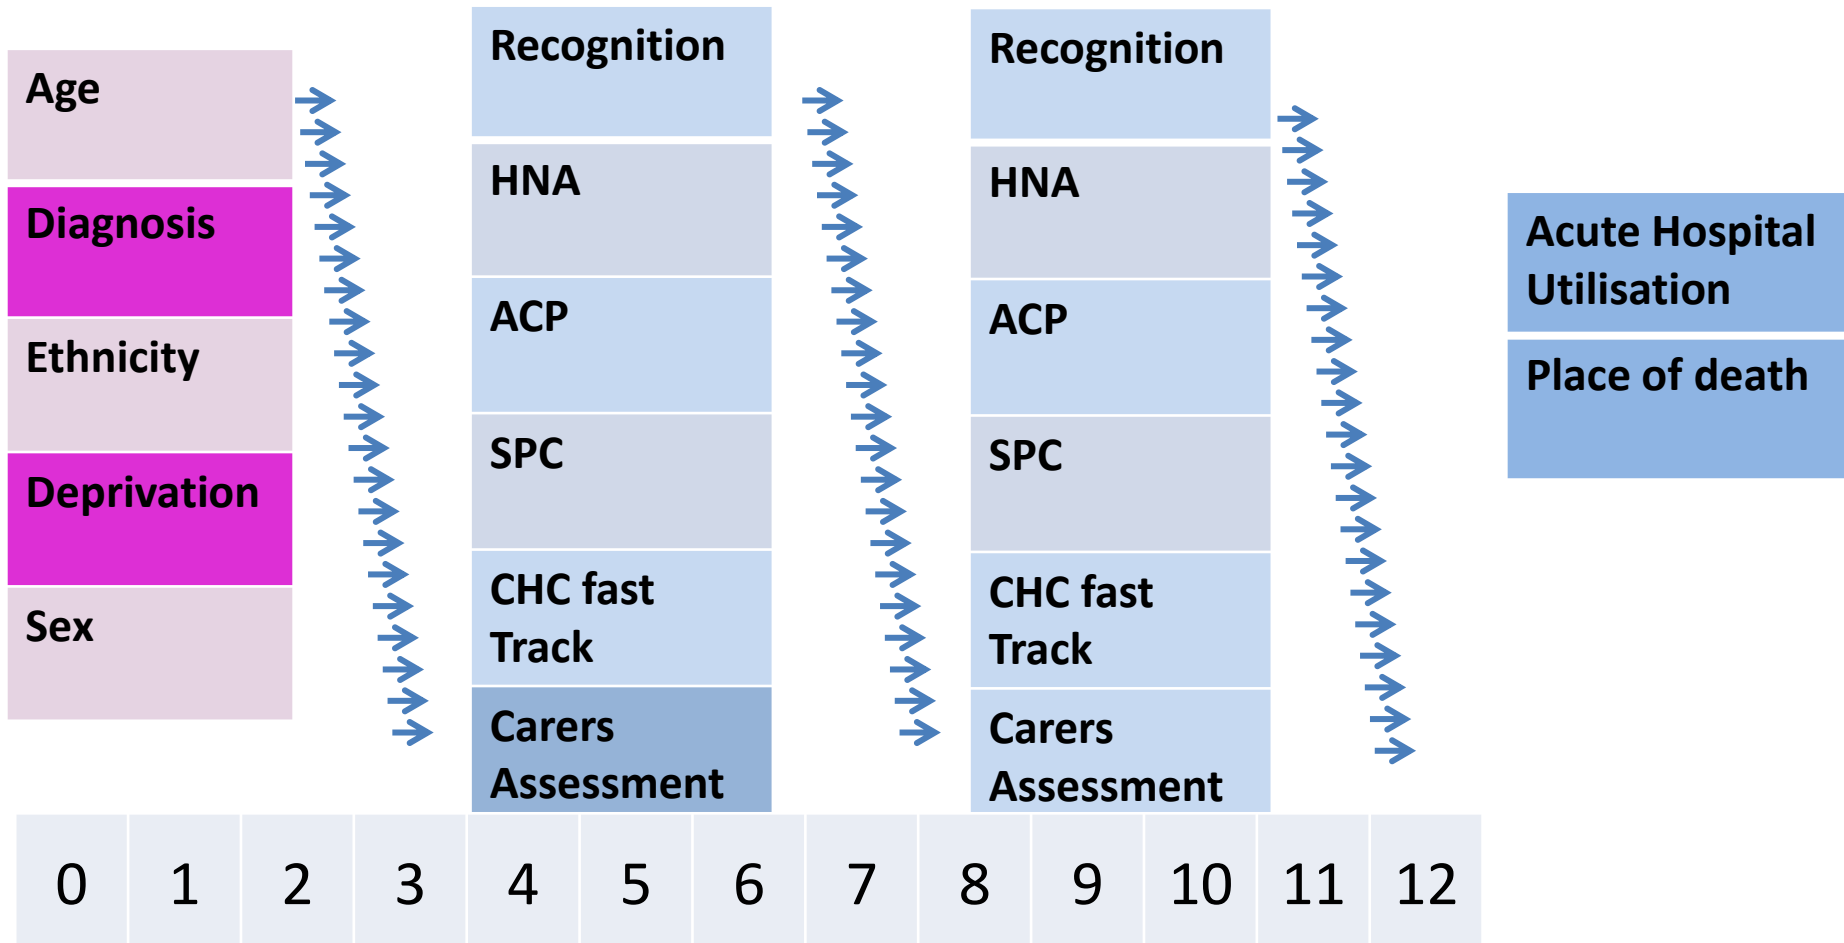 Age
Diagnosis
Ethnicity
Deprivation
Sex
Recognition
HNA
ACP
SPC
CHC fast
Track
Carers
Assessment
Recognition
HNA
ACP
SPC
CHC fast
Track
Carers
Assessment
Acute Hospital
Utilisation
Place of death
0 1 2 3 4 5 6 7 8 9 10 11 12